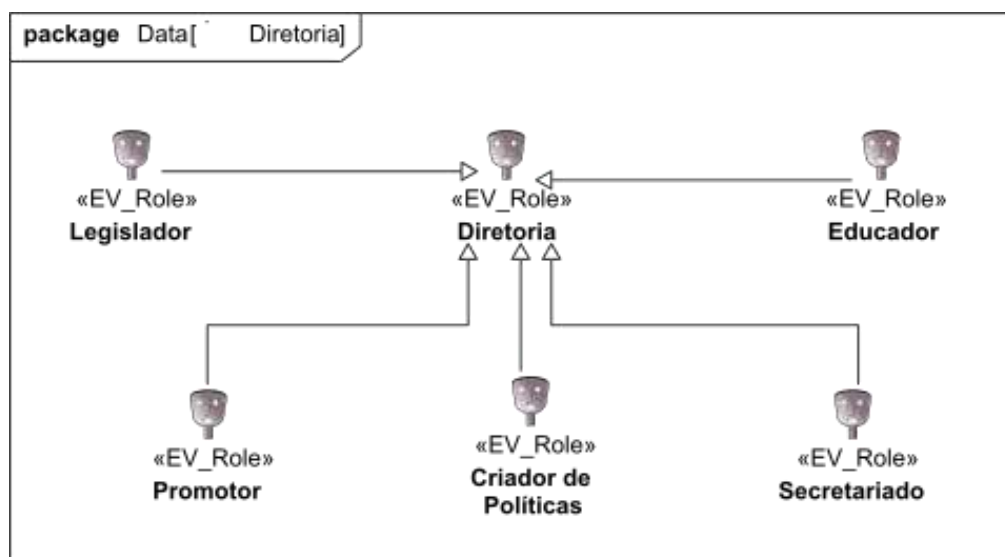 package Data[ Diretoria]
«EV_Role»
Legislador
«EV_Role»
Diretoria
«EV_Role»
Educador
«EV_Role»
Promotor
«EV_Role»
Criador de
Políticas
«EV_Role»
Secretariado